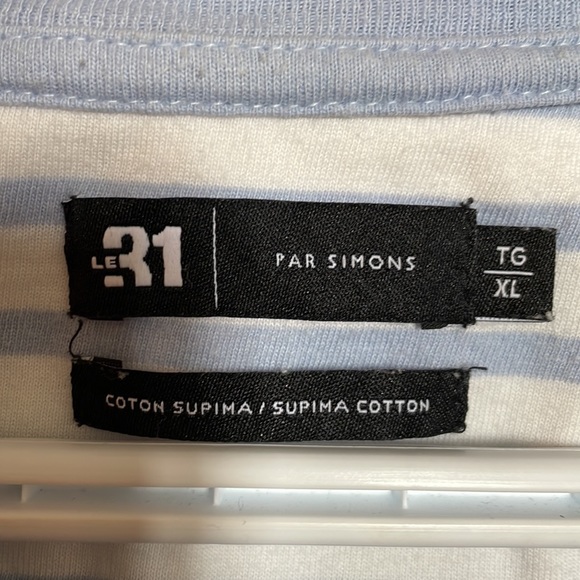 LE 31
PAR SIMONS
TG
XL
COTON SUPIMA / SUPIMA COTTON